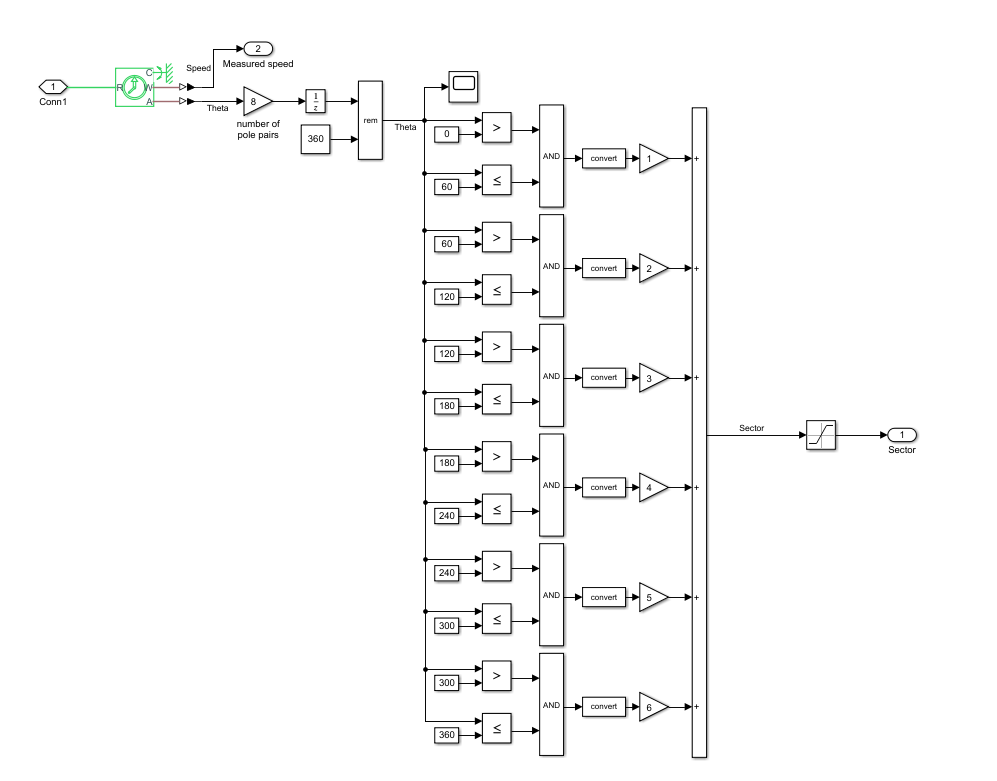 2
Speed
Measured speed
1
Conn1
R
C
W
A
Theta
8
number of
pole pairs
1
z
360
rem
Theta
0
>
60
≤
AND
convert
1
+
60
>
120
≤
AND
convert
2
+
120
>
180
≤
AND
convert
3
+
180
>
240
≤
AND
convert
4
+
Sector
1
Sector
240
>
300
≤
AND
convert
5
+
300
>
360
≤
AND
convert
6
+